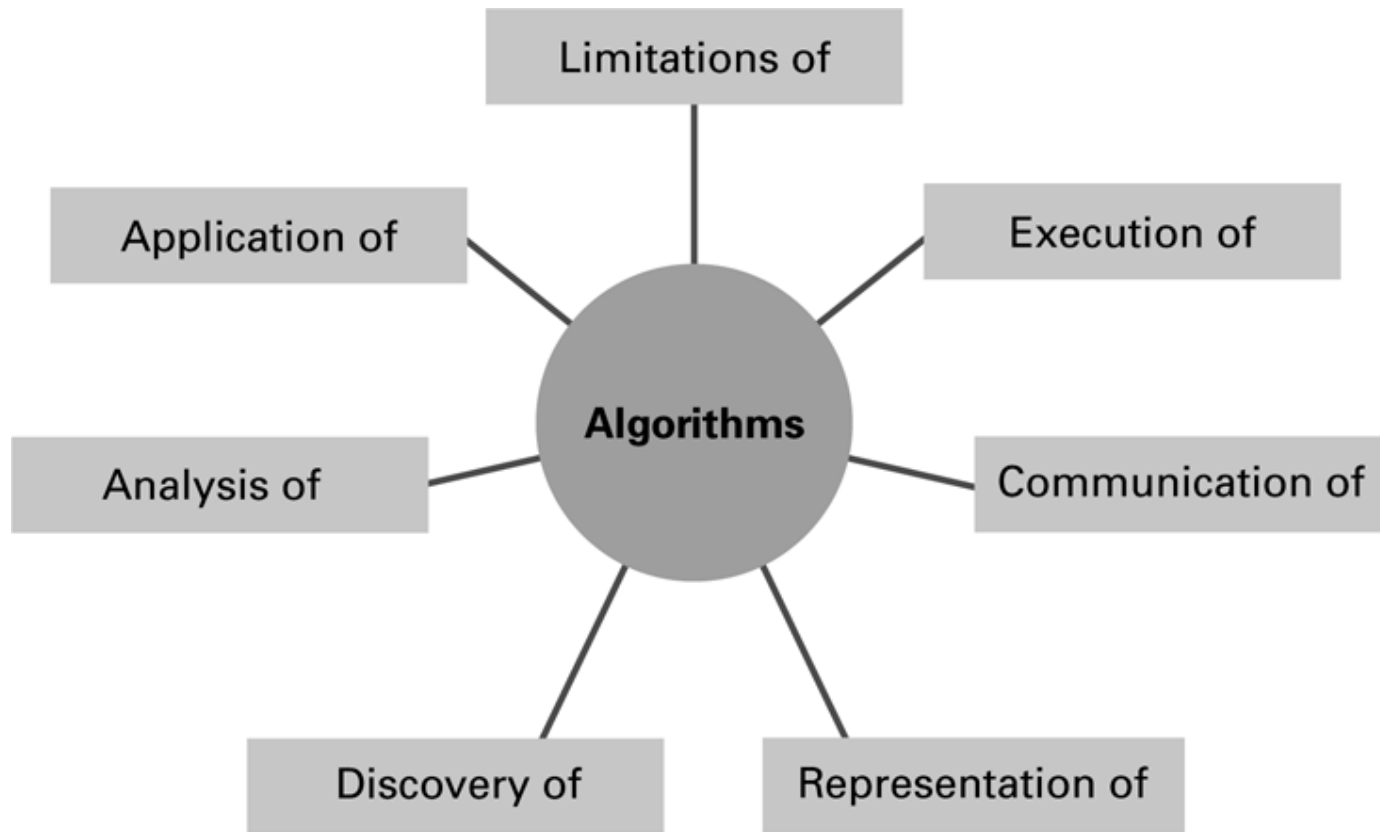 Limitations of
Application of
Execution of
Algorithms
Analysis of
Communication of
Discovery of
Representation of